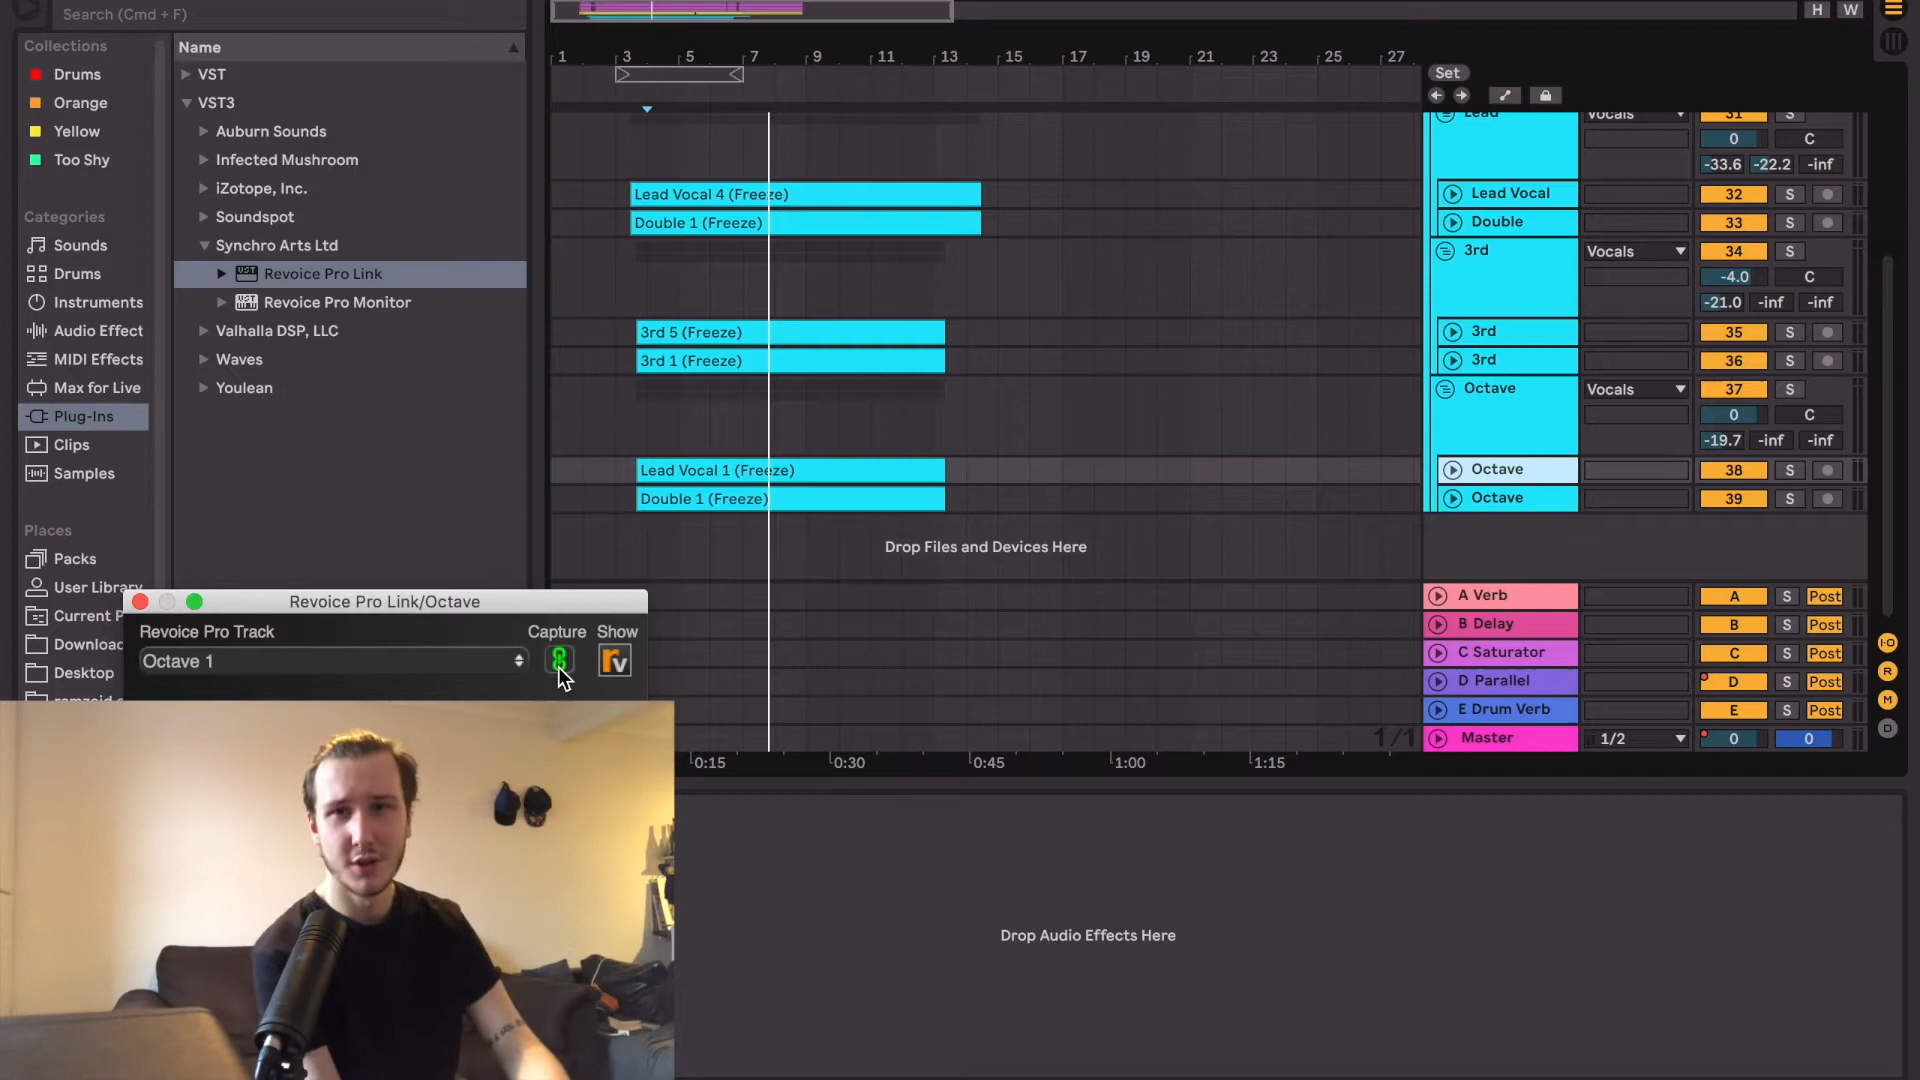 Search (Cmd + F)
H W
Collections
Drums
Orange
Yellow
Too Shy
Categories
Sounds
Drums
Instruments
Audio Effect
MIDI Effects
Max for Live
Plug-Ins
Clips
Samples
Places
Packs
User Library
Current P
Downloac
Desktop
Name
VST
VST3
Auburn Sounds
Infected Mushroom
iZotope, Inc.
Soundspot
Synchro Arts Ltd
Revoice Pro Link
Revoice Pro Monitor
Valhalla DSP, LLC
Waves
Youlean
1 3 5 7 9 11 13 15 17 19 21 23 25 27
Set
Lead Vocals 31 S
0 C
-33.6 -22.2 -inf
Lead Vocal 4 (Freeze) Lead Vocal 32 S
Double 1 (Freeze) Double 33 S
3rd Vocals 34 S
-4.0 C
-21.0 -inf -inf
3rd 5 (Freeze) 3rd 35 S
3rd 1 (Freeze) 3rd 36 S
Octave Vocals 37 S
0 C
-19.7 -inf -inf
Lead Vocal 1 (Freeze) Octave 38 S
Double 1 (Freeze) Octave 39 S
Drop Files and Devices Here
A Verb A S Post
B Delay B S Post
C Saturator C S Post
D Parallel D S Post
E Drum Verb E S Post
1/1 Master 1/2 0 0
I·O
R
M
D
0:15 0:30 0:45 1:00 1:15
Revoice Pro Link/Octave
Revoice Pro Track Capture Show
Octave 1 rv
Drop Audio Effects Here